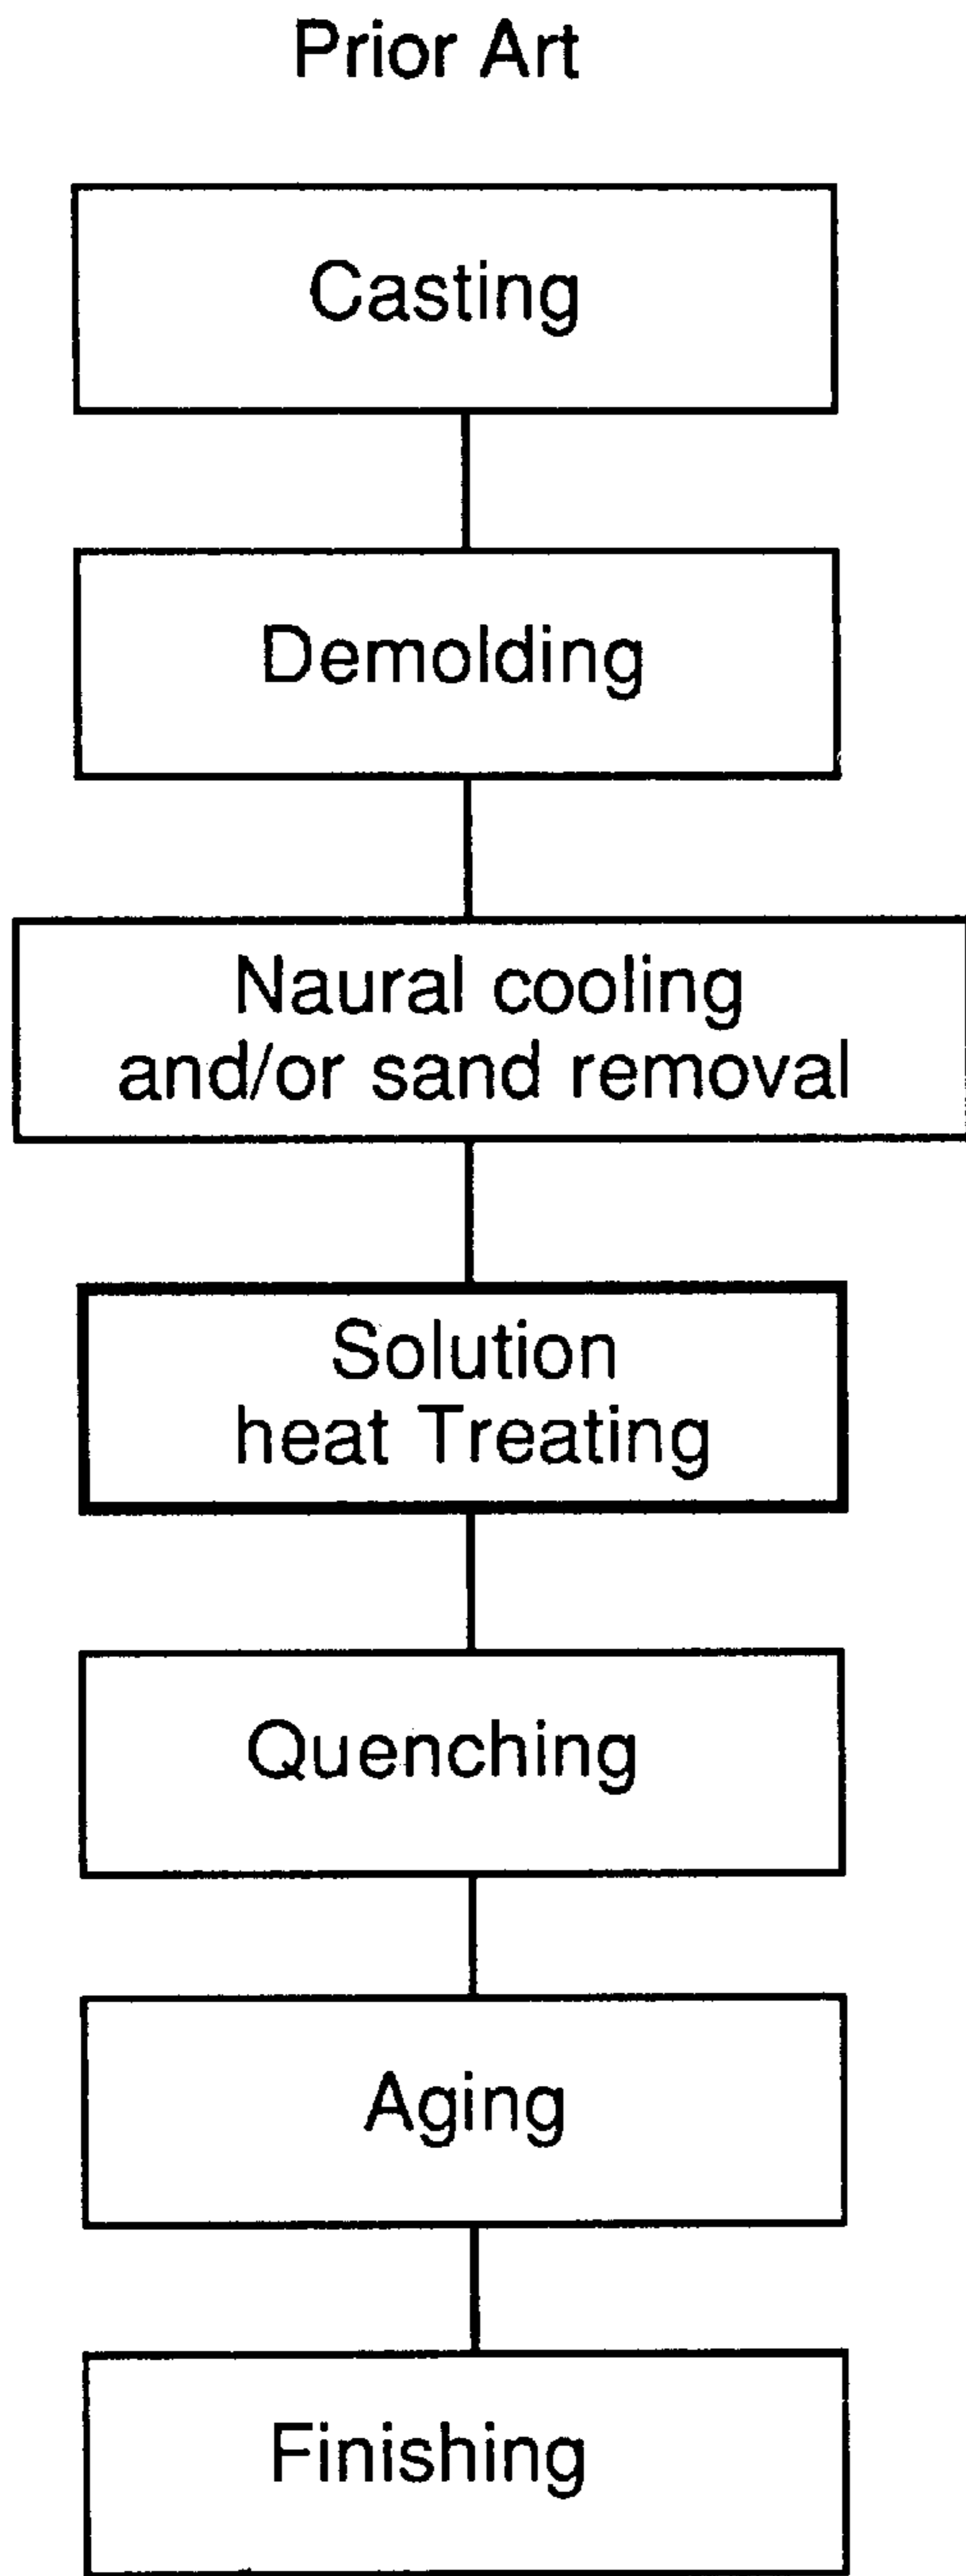 Prior Art
Casting
Demolding
Naural cooling
and/or sand removal
Solution
heat Treating
Quenching
Aging
Finishing